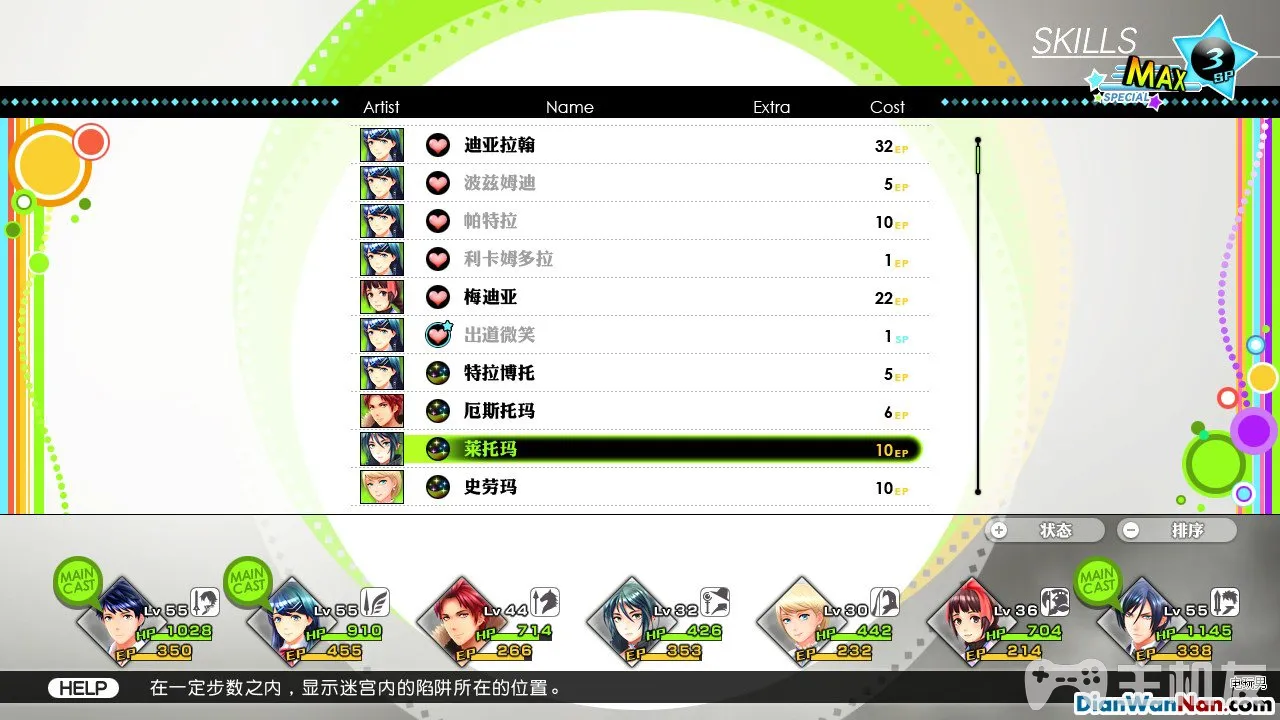 SKILLS
MAX
SPECIAL
3
SP
Artist Name Extra Cost
迪亚拉翰 32EP
波兹姆迪 5EP
帕特拉 10EP
利卡姆多拉 1EP
梅迪亚 22EP
出道微笑 1SP
特拉博托 5EP
厄斯托玛 6EP
莱托玛 10EP
史劳玛 10EP
状态 排序
MAIN CAST Lv 55 HP 1028 EP 350
MAIN CAST Lv 55 HP 910 EP 455
Lv 44 HP 714 EP 266
Lv 32 HP 426 EP 353
Lv 30 HP 442 EP 232
Lv 36 HP 704 EP 214
MAIN CAST Lv 55 HP 1145 EP 338
HELP 在一定步数之内，显示迷宫内的陷阱所在的位置。
主机友
电玩男
DianWanNan.com